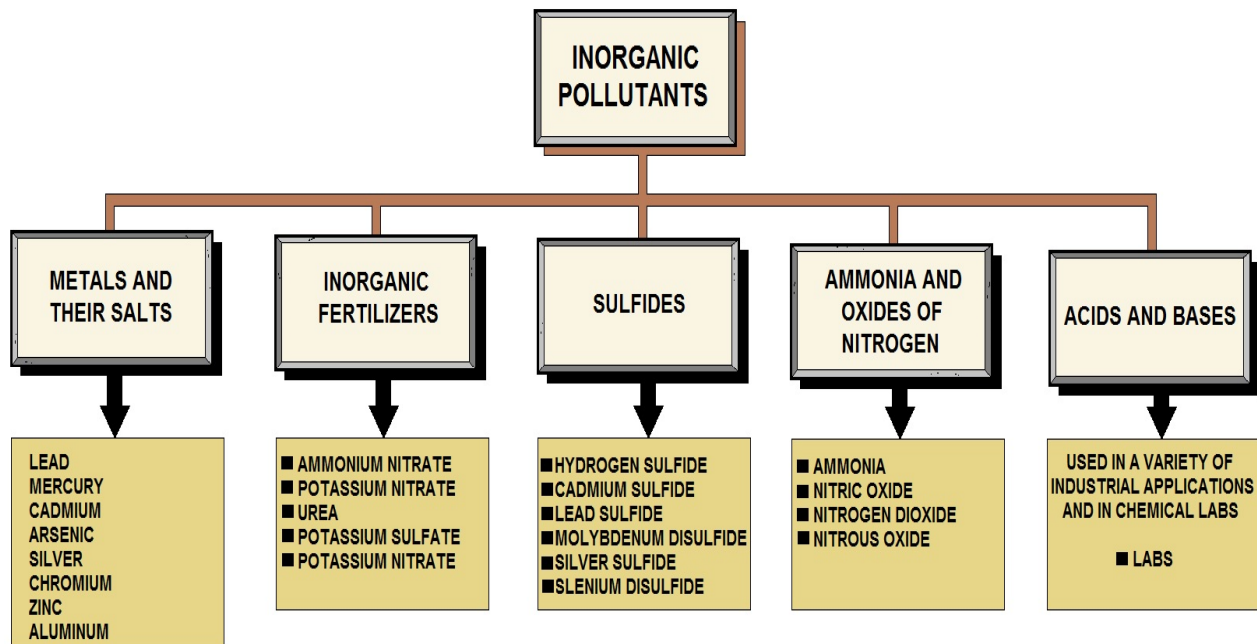 INORGANIC
POLLUTANTS
METALS AND
THEIR SALTS
INORGANIC
FERTILIZERS
SULFIDES
AMMONIA AND
OXIDES OF
NITROGEN
ACIDS AND BASES
LEAD
MERCURY
CADMIUM
ARSENIC
SILVER
CHROMIUM
ZINC
ALUMINUM
■ AMMONIUM NITRATE
■ POTASSIUM NITRATE
■ UREA
■ POTASSIUM SULFATE
■ POTASSIUM NITRATE
■ HYDROGEN SULFIDE
■ CADMIUM SULFIDE
■ LEAD SULFIDE
■ MOLYBDENUM DISULFIDE
■ SILVER SULFIDE
■ SLENIUM DISULFIDE
■ AMMONIA
■ NITRIC OXIDE
■ NITROGEN DIOXIDE
■ NITROUS OXIDE
USED IN A VARIETY OF
INDUSTRIAL APPLICATIONS
AND IN CHEMICAL LABS
■ LABS